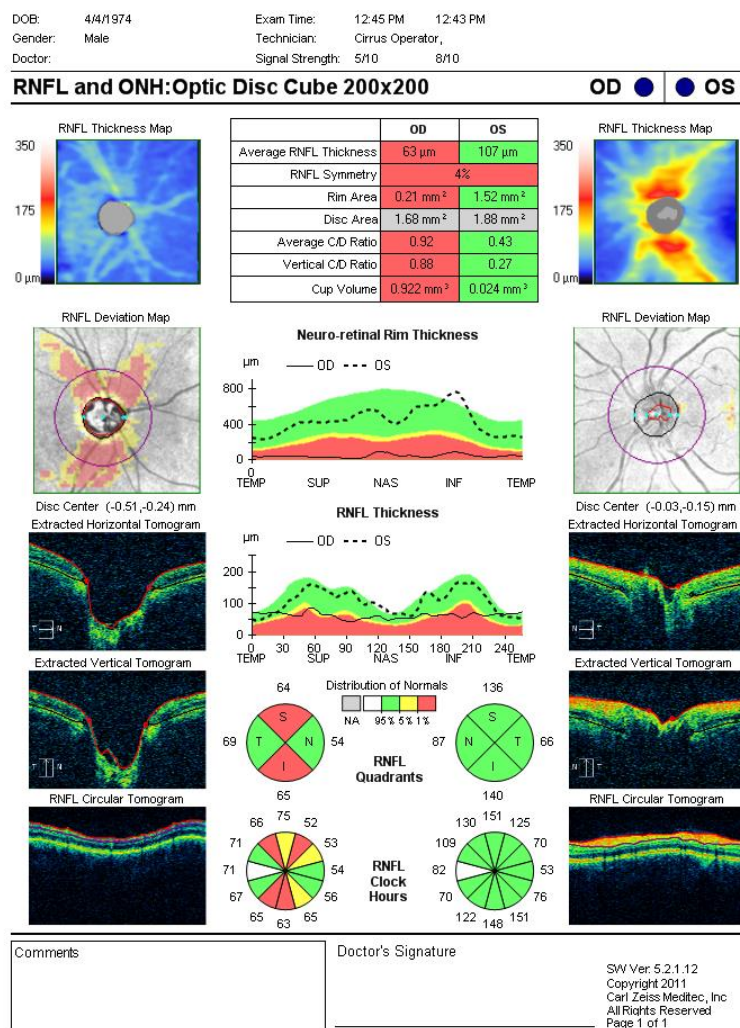 DOB: 4/4/1974 Exam Time: 12:45 PM 12:43 PM
Gender: Male Technician: Cirrus Operator,
Doctor: Signal Strength: 5/10 8/10
RNFL and ONH:Optic Disc Cube 200x200 OD OS
RNFL Thickness Map
350
175
0 µm
OD OS
Average RNFL Thickness 63 µm 107 µm
RNFL Symmetry 4%
Rim Area 0.21 mm² 1.52 mm²
Disc Area 1.68 mm² 1.88 mm²
Average C/D Ratio 0.92 0.43
Vertical C/D Ratio 0.88 0.27
Cup Volume 0.922 mm³ 0.024 mm³
RNFL Thickness Map
350
175
0 µm
RNFL Deviation Map
Disc Center (-0.51,-0.24) mm
Neuro-retinal Rim Thickness
µm OD OS
800
400
0
0
TEMP SUP NAS INF TEMP
RNFL Deviation Map
Disc Center (-0.03,-0.15) mm
Extracted Horizontal Tomogram
T N
RNFL Thickness
µm OD OS
200
100
0
0 30 60 90 120 150 180 210 240
TEMP SUP NAS INF TEMP
Extracted Horizontal Tomogram
N T
Extracted Vertical Tomogram
Distribution of Normals
NA 95% 5% 1%
64
S
69 T N 54
I
65
RNFL
Quadrants
136
S
87 N T 66
I
140
Extracted Vertical Tomogram
RNFL Circular Tomogram
75
66 52
71 53
71 54
67 56
65 65
63
RNFL
Clock
Hours
151
130 125
109 70
82 53
70 76
122 151
148
RNFL Circular Tomogram
Comments
Doctor's Signature
SW Ver: 5.2.1.12
Copyright 2011
Carl Zeiss Meditec, Inc
All Rights Reserved
Page 1 of 1